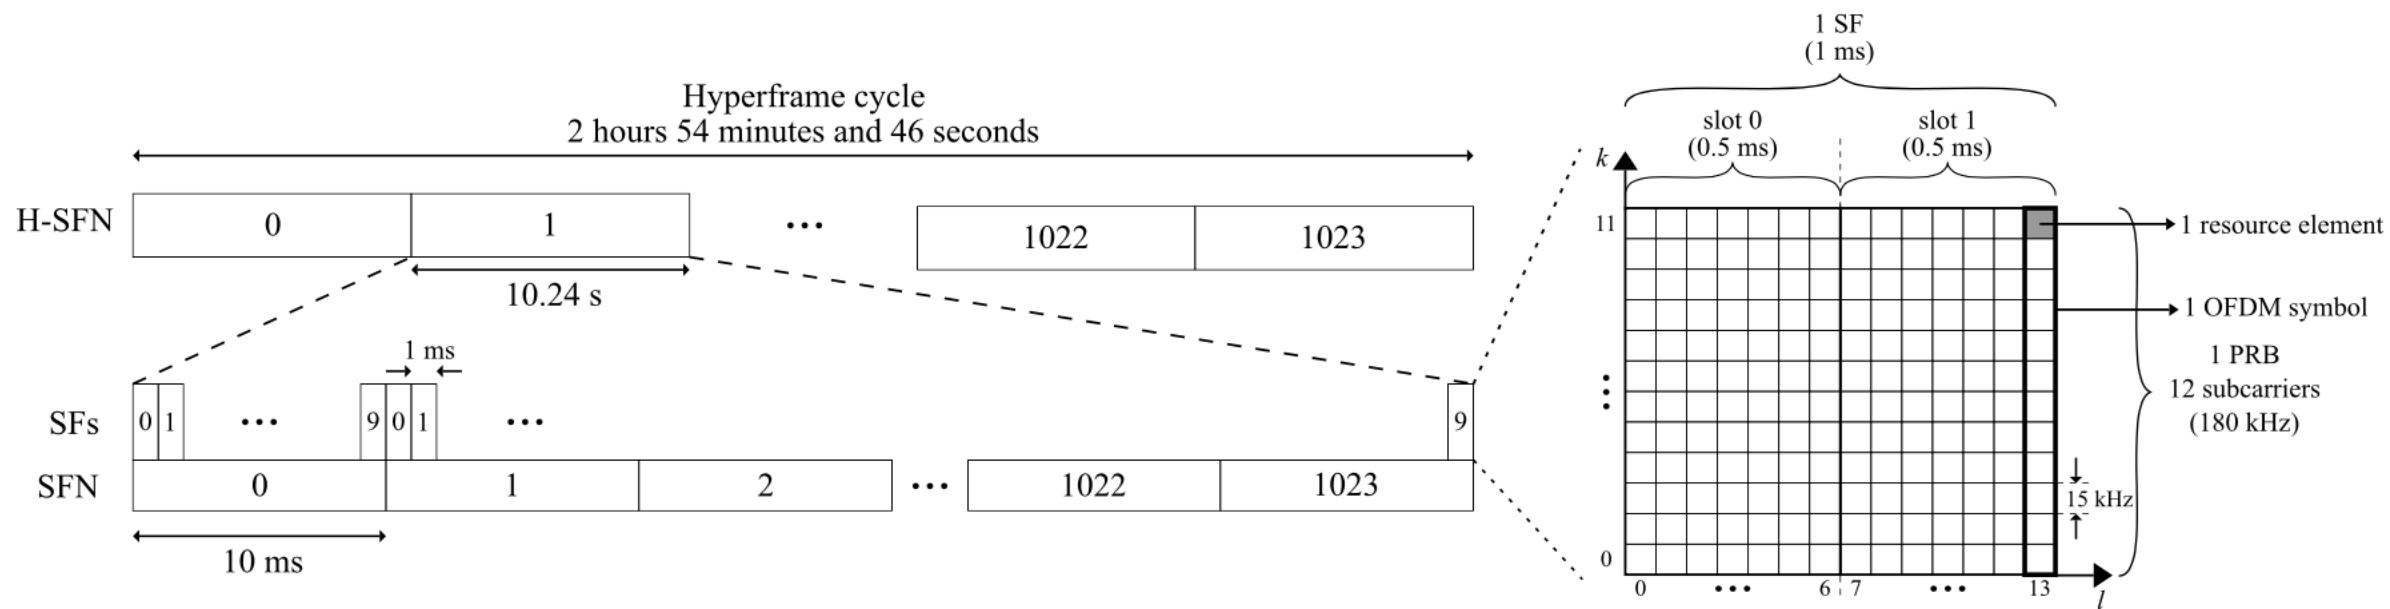 Hyperframe cycle
2 hours 54 minutes and 46 seconds
H-SFN 0 1 ... 1022 1023
10.24 s
1 ms
SFs 0 1 ... 9 0 1 ... 9
SFN 0 1 2 ... 1022 1023
10 ms
1 SF
(1 ms)
slot 0 slot 1
(0.5 ms) (0.5 ms)
k
11
1 resource element
1 OFDM symbol
1 PRB
12 subcarriers
(180 kHz)
15 kHz
0
0 ... 6 7 ... 13
l